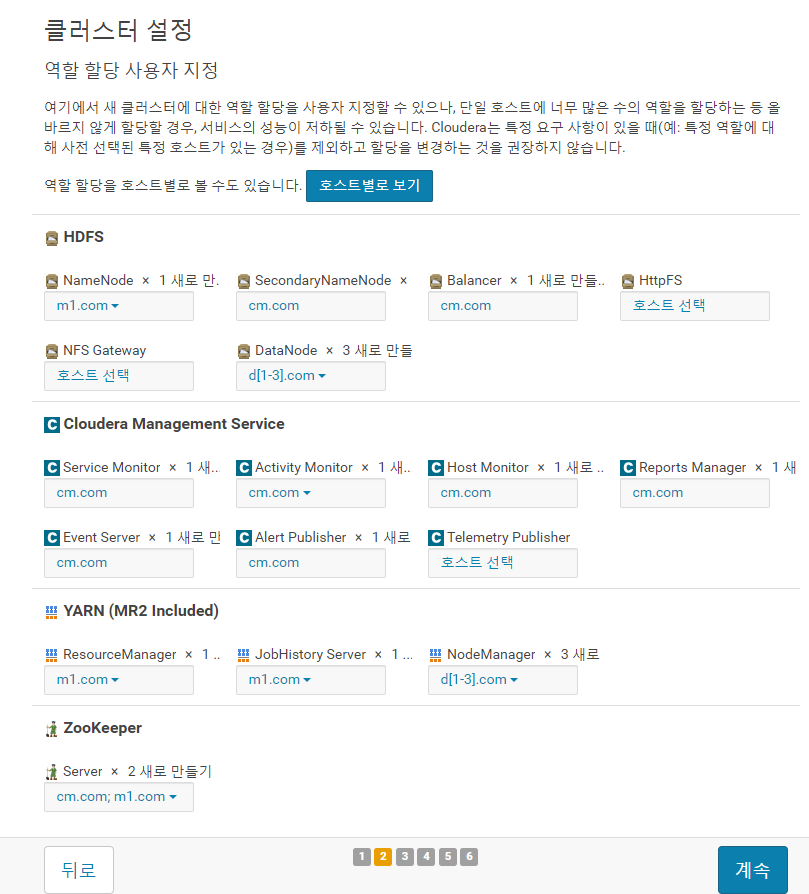 클러스터 설정
역할 할당 사용자 지정
여기에서 새 클러스터에 대한 역할 할당을 사용자 지정할 수 있으나, 단일 호스트에 너무 많은 수의 역할을 할당하는 등 올
바르지 않게 할당할 경우, 서비스의 성능이 저하될 수 있습니다. Cloudera는 특정 요구 사항이 있을 때(예: 특정 역할에 대
해 사전 선택된 특정 호스트가 있는 경우)를 제외하고 할당을 변경하는 것을 권장하지 않습니다.
역할 할당을 호스트별로 볼 수도 있습니다. 호스트별로 보기
HDFS
NameNode × 1 새로 만.. SecondaryNameNode × Balancer × 1 새로 만들.. HttpFS
m1.com cm.com cm.com 호스트 선택
NFS Gateway DataNode × 3 새로 만들
호스트 선택 d[1-3].com
Cloudera Management Service
Service Monitor × 1 새... Activity Monitor × 1 새.. Host Monitor × 1 새로 .. Reports Manager × 1 새
cm.com cm.com cm.com cm.com
Event Server × 1 새로 만 Alert Publisher × 1 새로 Telemetry Publisher
cm.com cm.com 호스트 선택
YARN (MR2 Included)
ResourceManager × 1 .. JobHistory Server × 1 ... NodeManager × 3 새로
m1.com m1.com d[1-3].com
ZooKeeper
Server × 2 새로 만들기
cm.com; m1.com
뒤로 1 2 3 4 5 6 계속